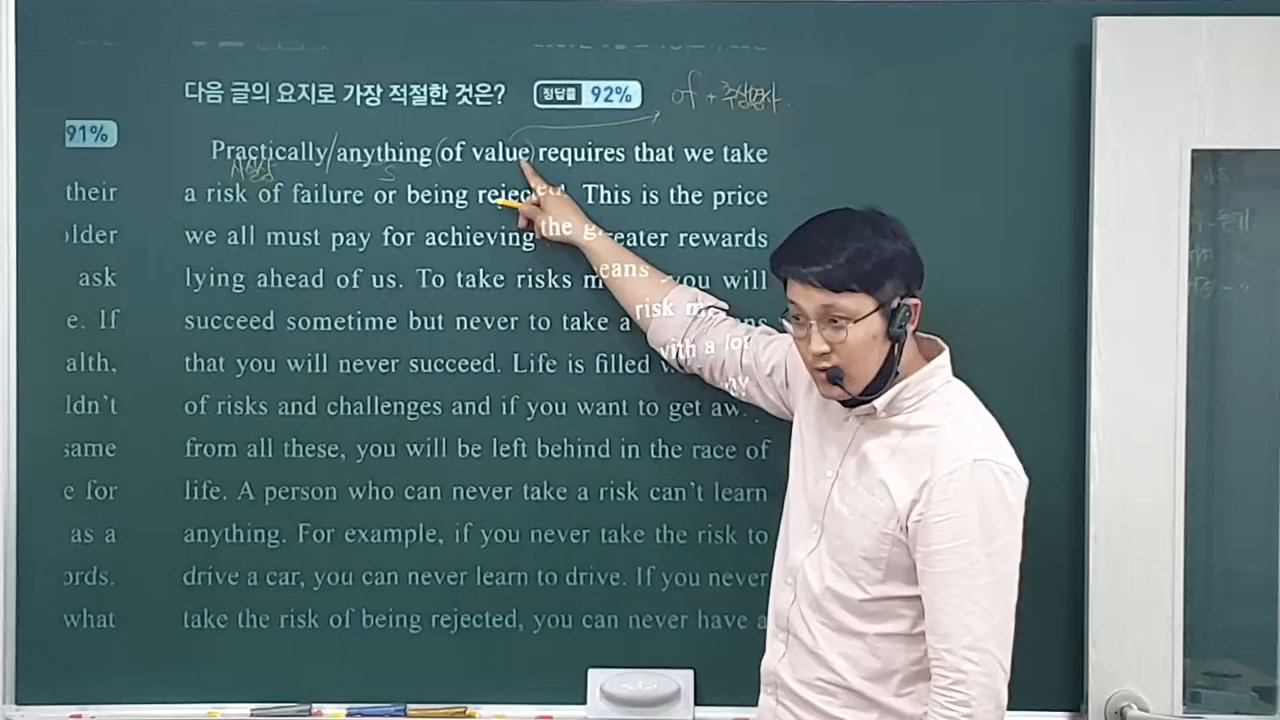 다음 글의 요지로 가장 적절한 것은? 정답률 92% of + 추상명사
91%
Practically/anything (of value) requires that we take
S
their a risk of failure or being rejected. This is the price
older we all must pay for achieving the greater rewards
ask lying ahead of us. To take risks means you will
e. If succeed sometime but never to take a risk means
alth, that you will never succeed. Life is filled with a lot
ldn't of risks and challenges and if you want to get away
same from all these, you will be left behind in the race of
e for life. A person who can never take a risk can't learn
as a anything. For example, if you never take the risk to
ords. drive a car, you can never learn to drive. If you never
what take the risk of being rejected, you can never have a